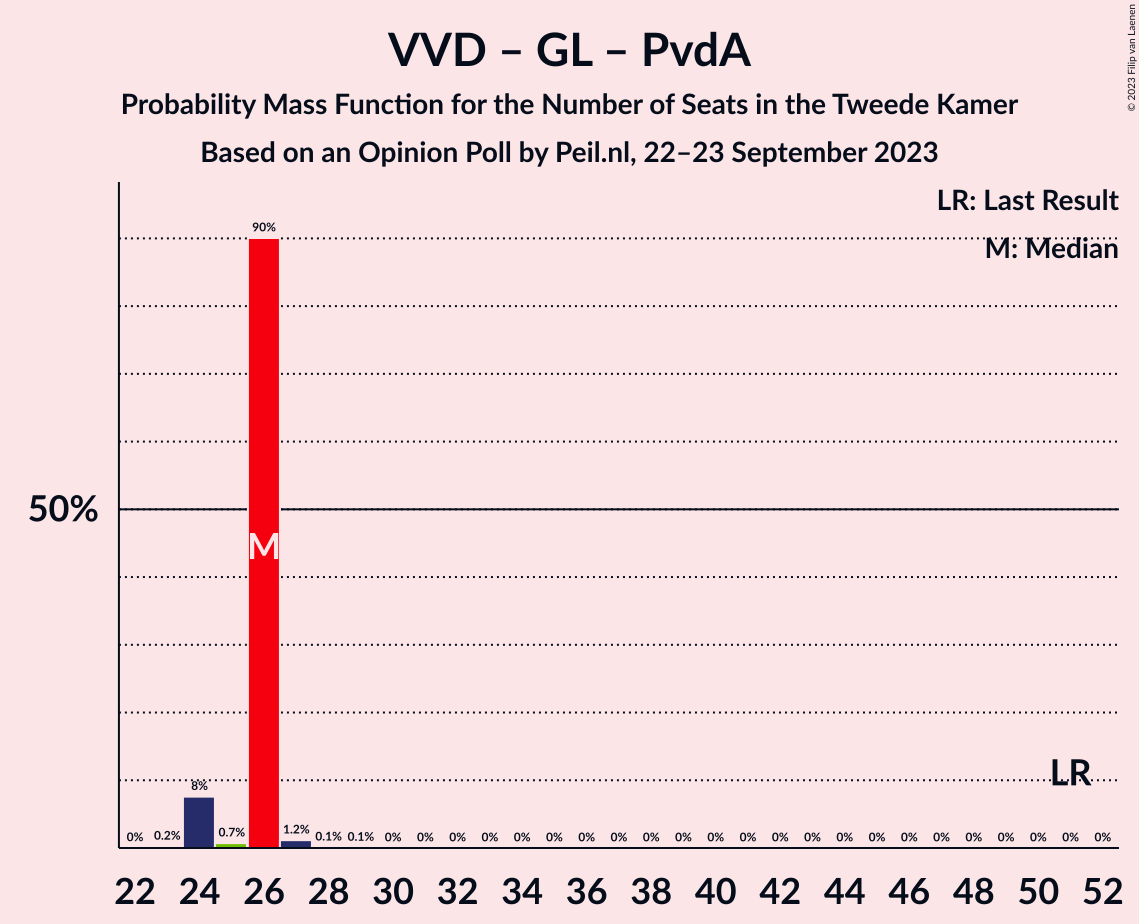 VVD – GL – PvdA
Probability Mass Function for the Number of Seats in the Tweede Kamer
Based on an Opinion Poll by Peil.nl, 22–23 September 2023
© 2023 Filip van Laenen
LR: Last Result
M: Median
90%
50%
M
LR
0% 0.2% 8% 0.7% 1.2% 0.1% 0.1% 0% 0% 0% 0% 0% 0% 0% 0% 0% 0% 0% 0% 0% 0% 0% 0% 0% 0% 0% 0% 0% 0% 0%
22 24 26 28 30 32 34 36 38 40 42 44 46 48 50 52